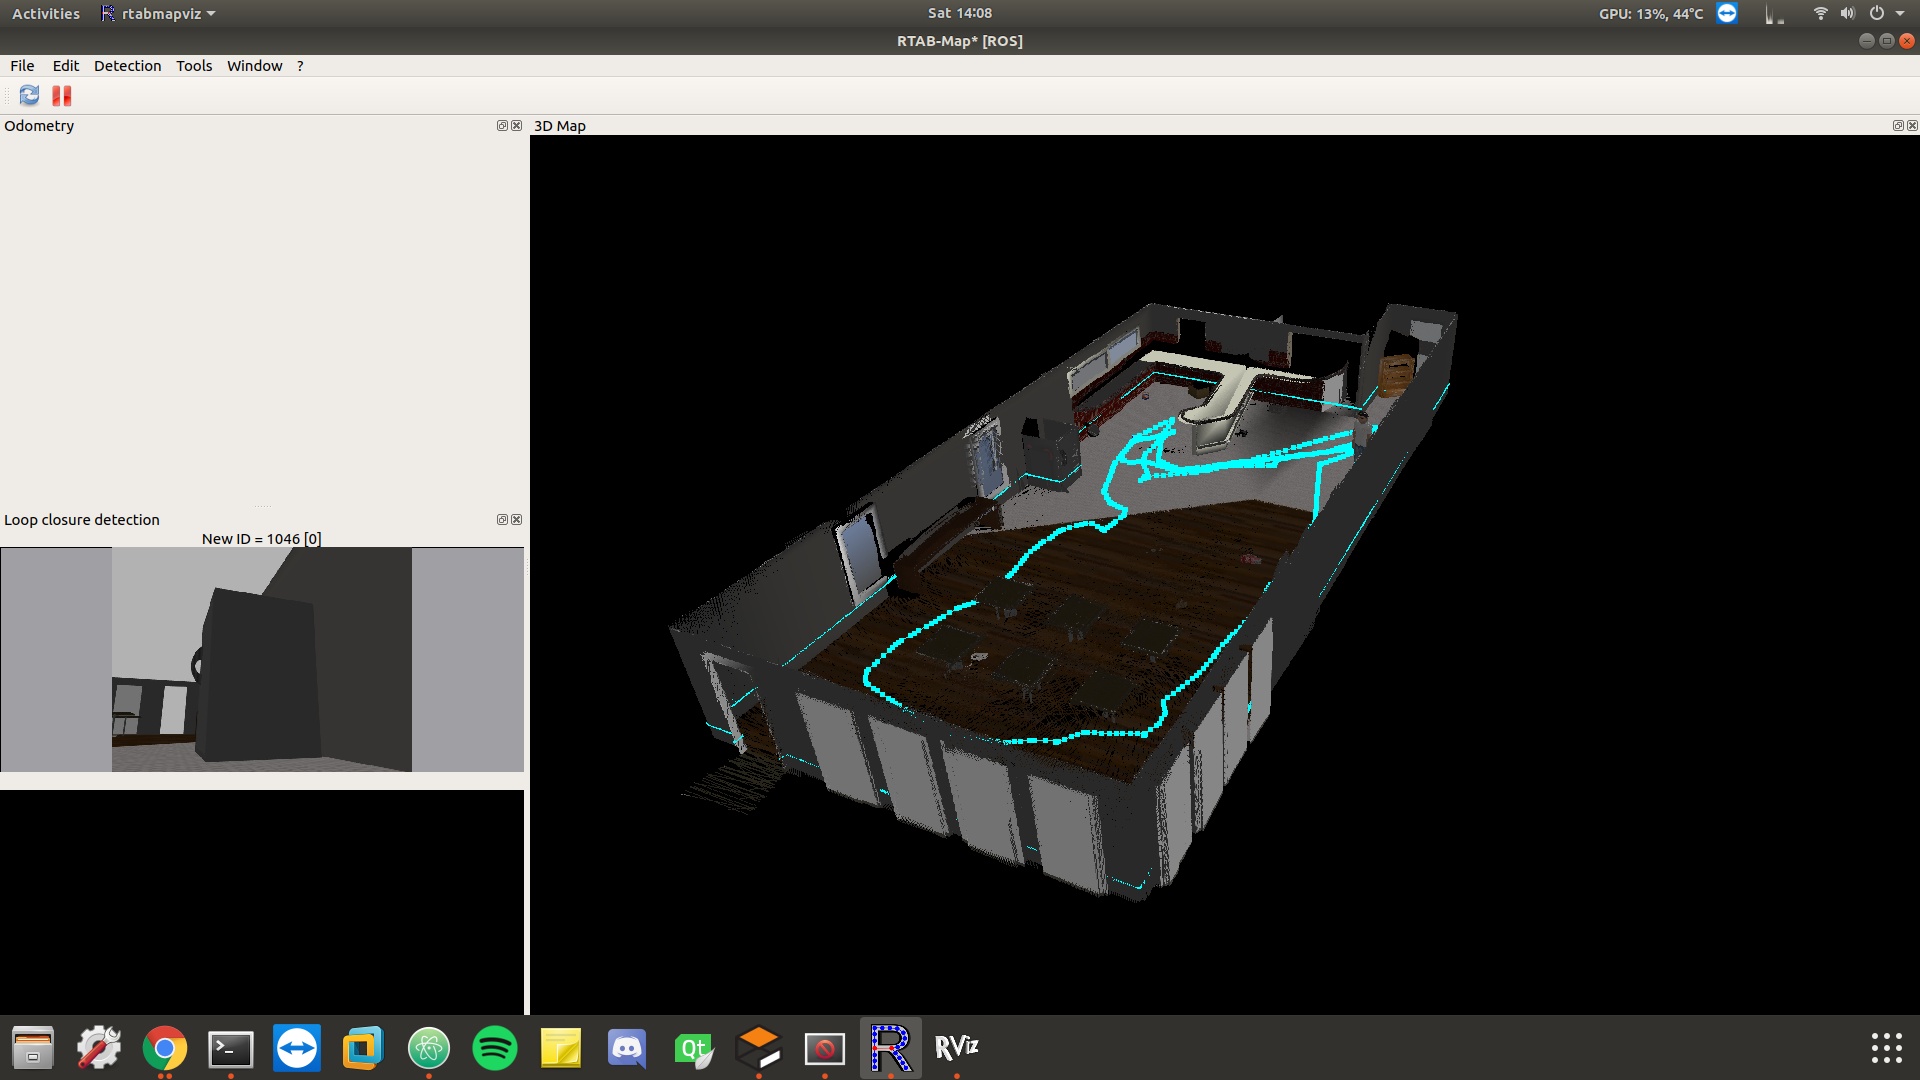 Activities rtabmapviz Sat 14:08 GPU: 13%, 44°C
RTAB-Map* [ROS]
File Edit Detection Tools Window ?
Odometry
3D Map
Loop closure detection
New ID = 1046 [0]
Qt
R
RViz